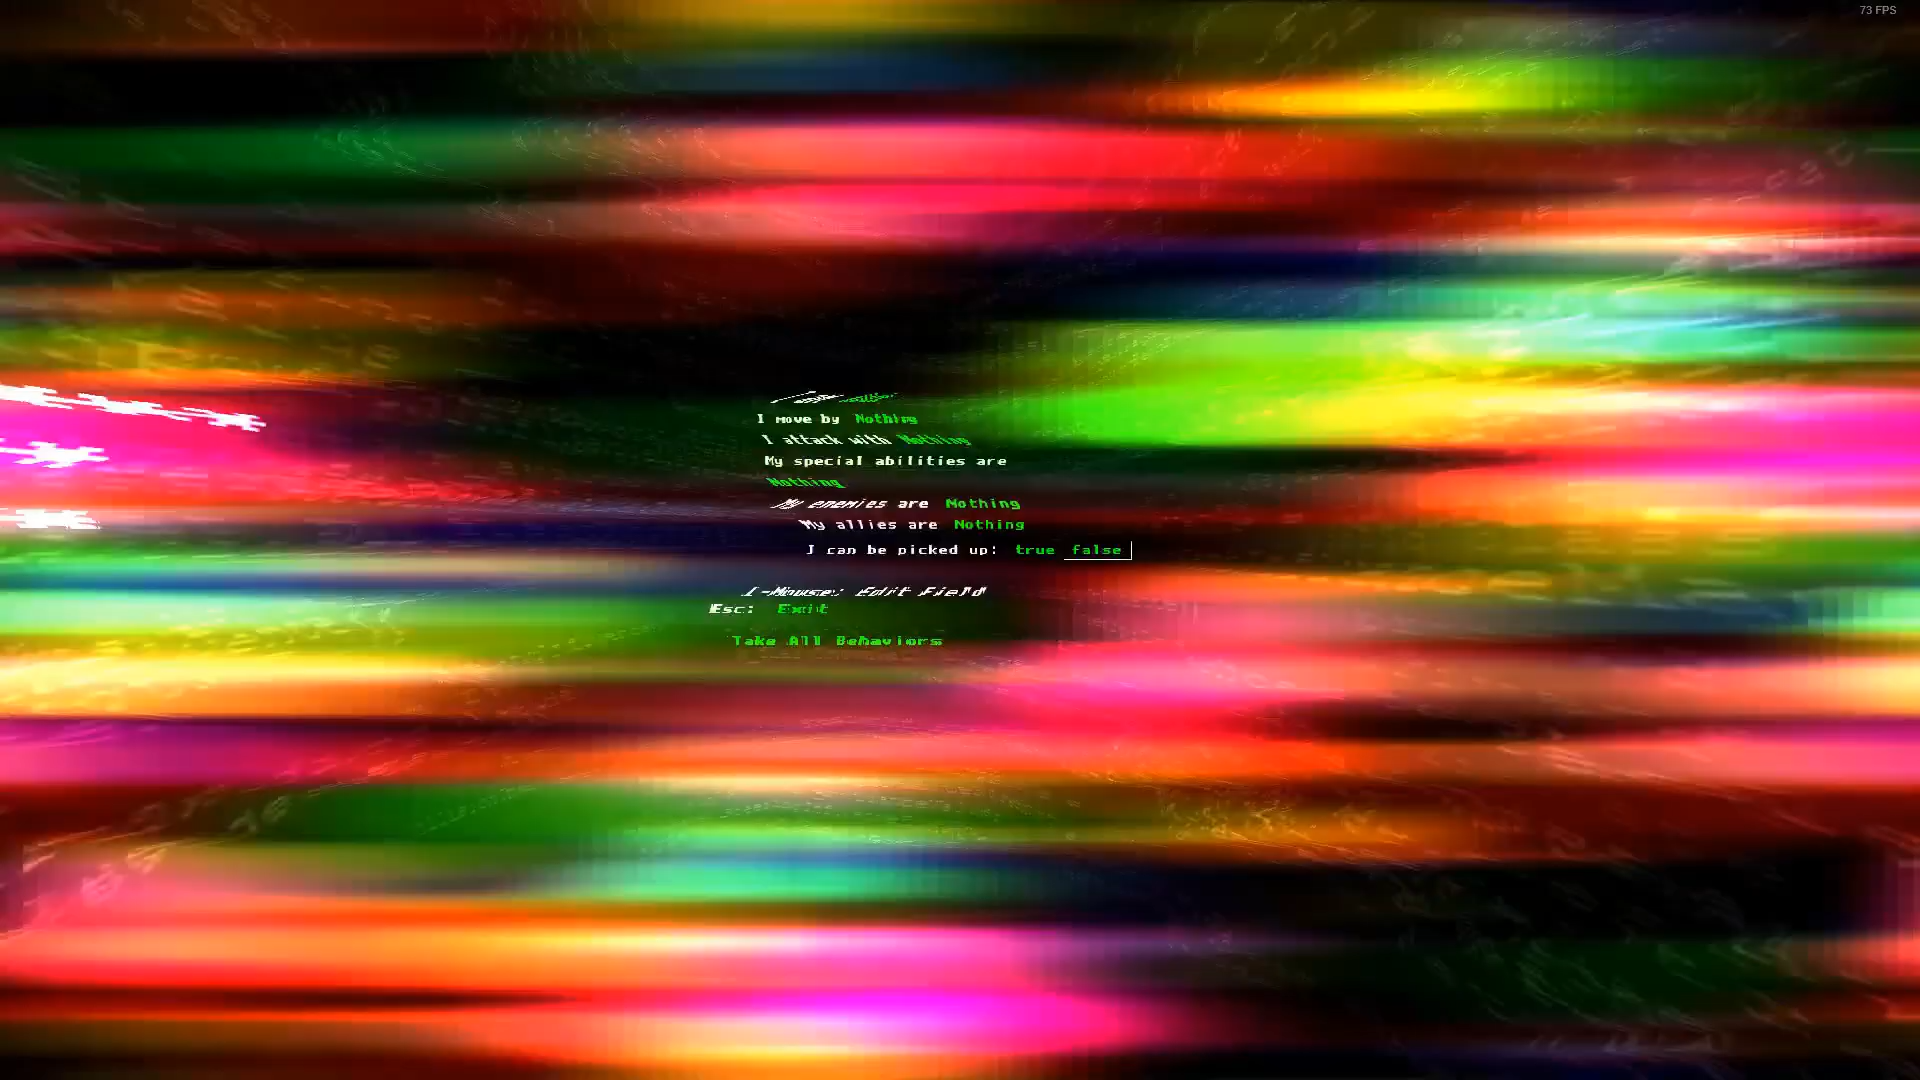 73 FPS
I move by Nothing
I attack with Nothing
My special abilities are
Nothing
My enemies are Nothing
My allies are Nothing
I can be picked up: true false
L-Mouse: Edit Field
Esc: Exit
Take All Behaviors